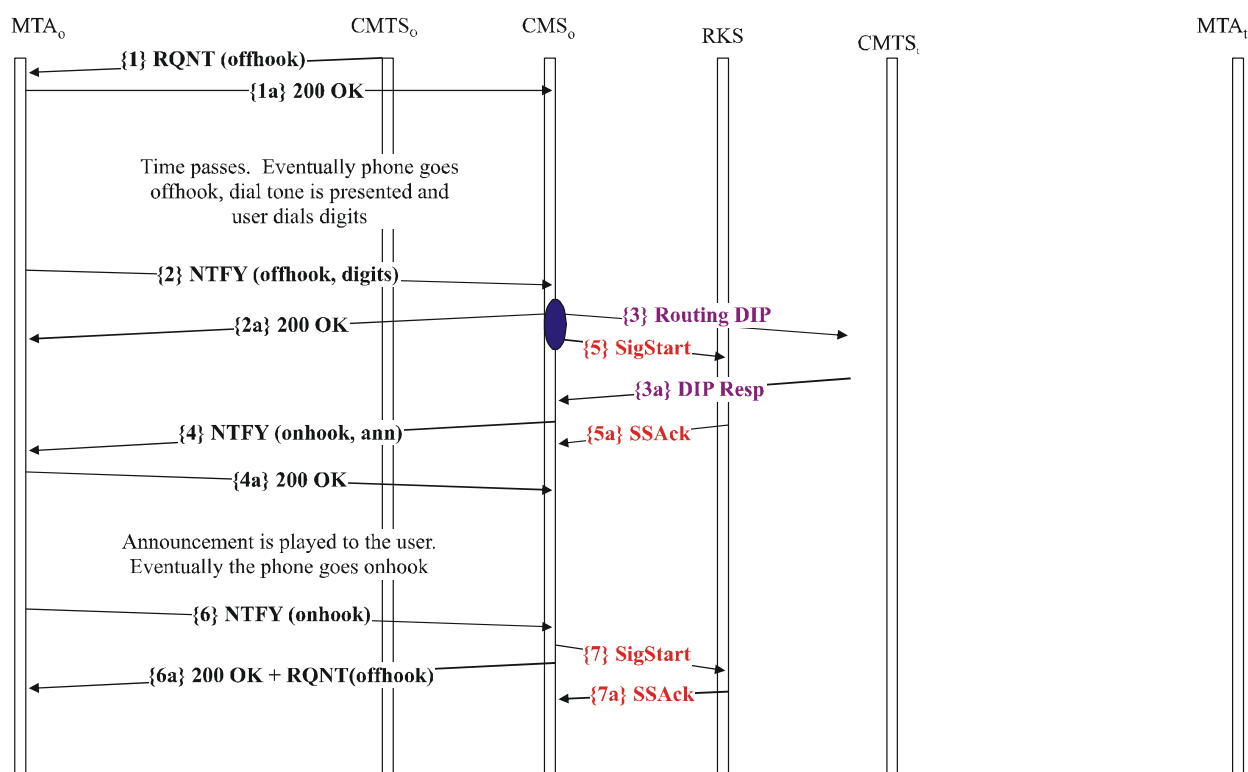 MTAo
CMTSO
CMSo
RKS
CMTSt
MTAt
{1} RQNT (offhook)
{1a} 200 OK
Time passes. Eventually phone goes
offhook, dial tone is presented and
user dials digits
{2} NTFY (offhook, digits)
{3} Routing DIP
{2a} 200 OK
{5} SigStart
{3a} DIP Resp
{4} NTFY (onhook, ann)
{5a} SSAck
{4a} 200 OK
Announcement is played to the user.
Eventually the phone goes onhook
{6} NTFY (onhook)
{7} SigStart
{6a} 200 OK + RQNT(offhook)
{7a} SSAck